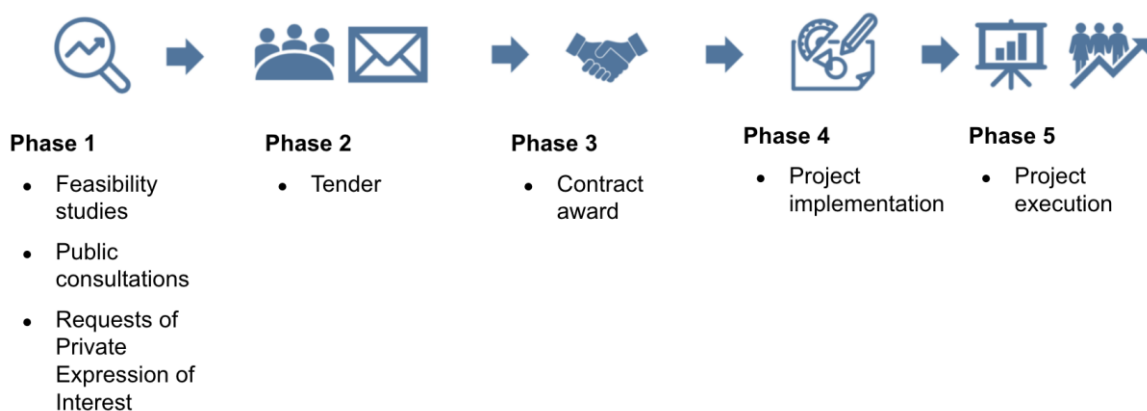 Phase 1
• Feasibility
studies
• Public
consultations
• Requests of
Private
Expression of
Interest
Phase 2
• Tender
Phase 3
• Contract
award
Phase 4
• Project
implementation
Phase 5
• Project
execution